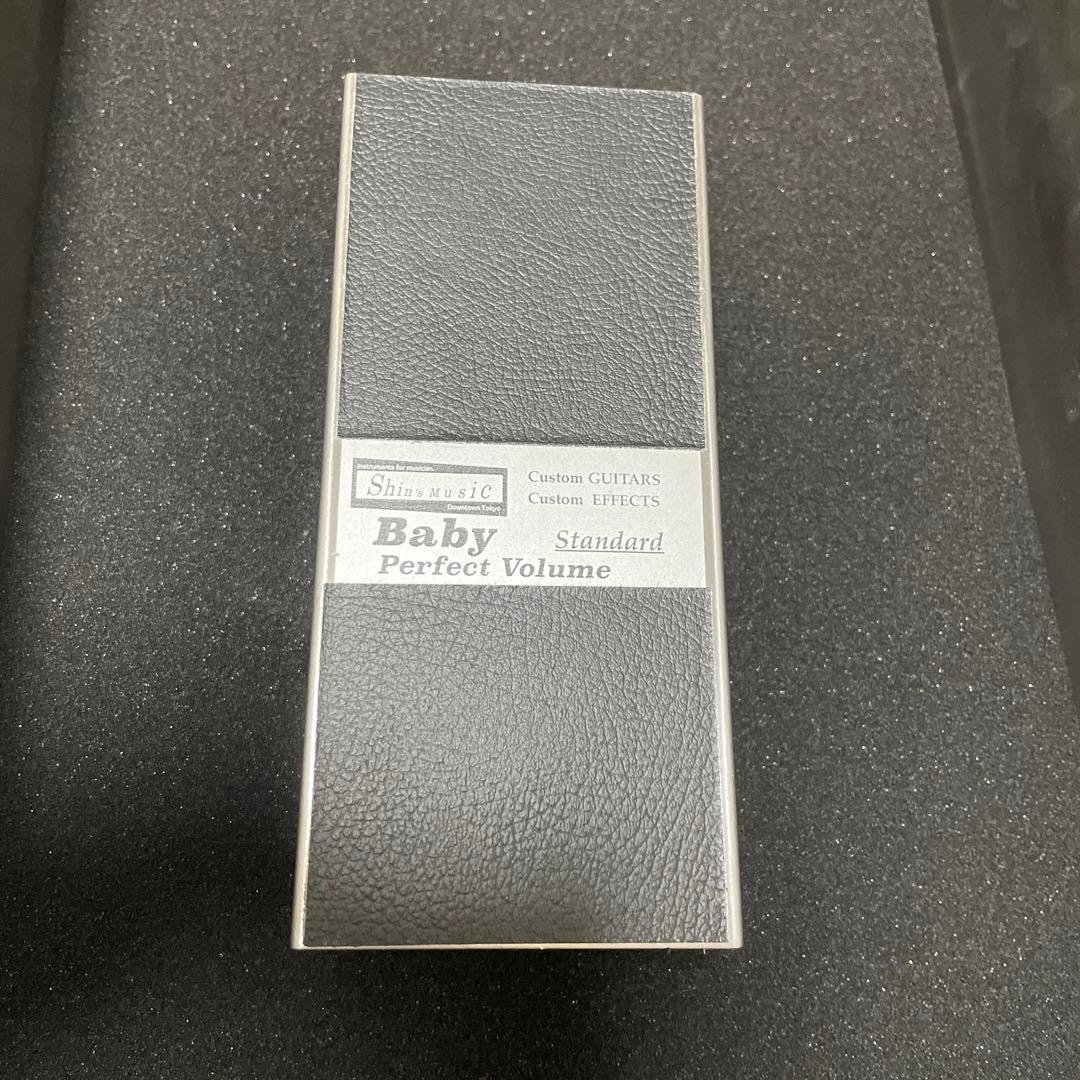 Instruments for musician.
Shin's Music
Downtown Tokyo
Custom GUITARS
Custom EFFECTS
Baby Standard
Perfect Volume